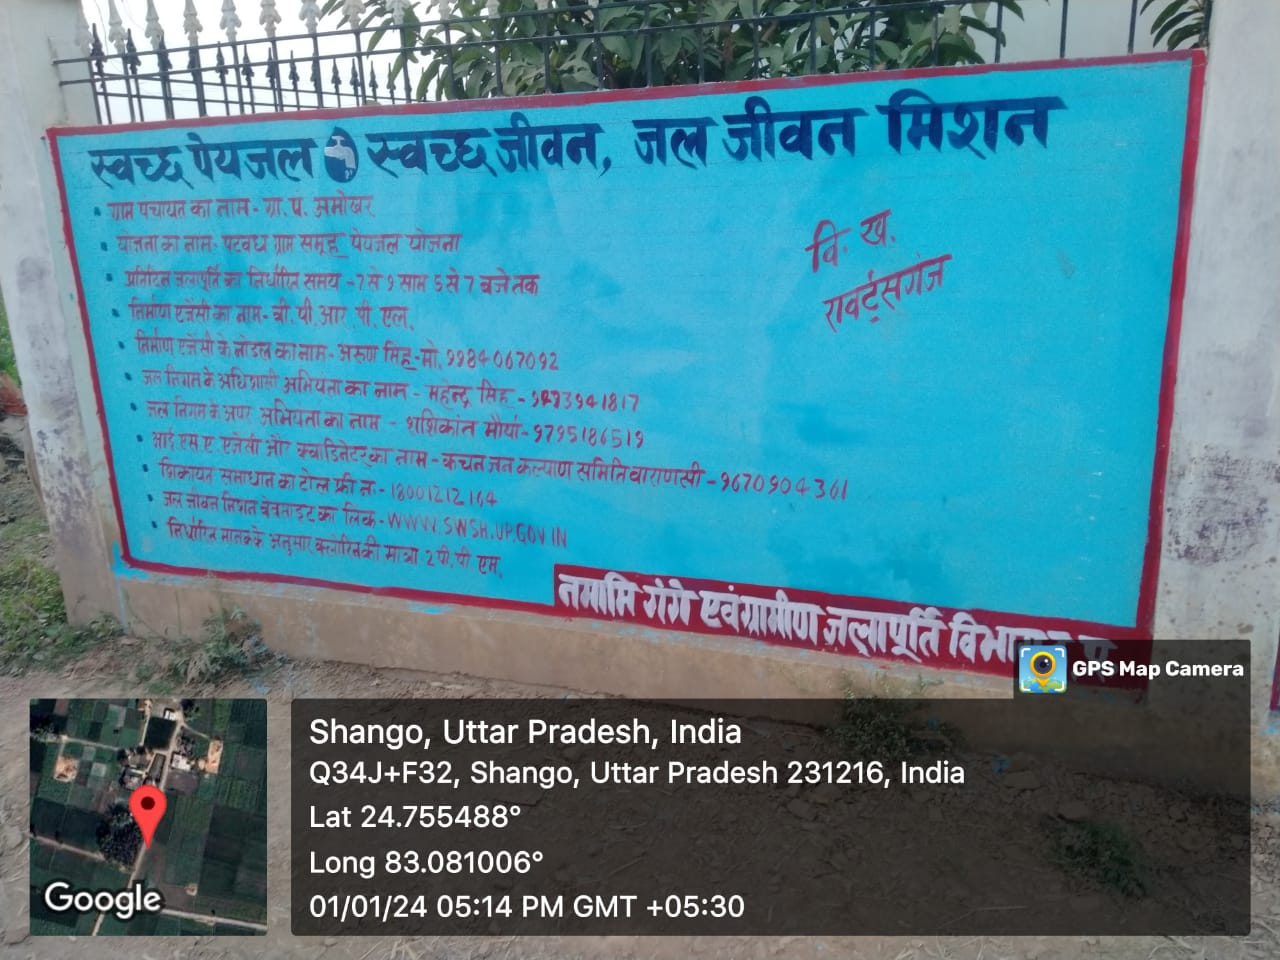 स्वच्छ पेयजल स्वच्छ जीवन, जल जीवन मिशन
ग्राम पंचायत का नाम- ग्रा. प. अमोखर
योजना का नाम- पटवध ग्राम समूह पेयजल योजना
प्रतिदिन जलापूर्ति का निर्धारित समय -7 से 9 साम 5 से 7 बजे तक
निर्माण एजेंसी का नाम- बी. पी. आर. पी. एल.
निर्माण एजेंसी के नोडल का नाम- अरुण सिंह-मो. 9984067092
जल निगम के अधिशासी अभियंता का नाम - महेन्द्र सिंह -
जल निगम के अपर अभियंता का नाम - शशिकांत मौर्या-9795186519
आई.एस.ए. एजेंसी और क्वाडिनेटर का नाम- कंचन जन कल्याण समिति वाराणसी -9670904361
शिकायत समाधान का टोल फ्री नं.- 18001212164
जल जीवन मिशन वेबसाइट का लिंक-WWW.SWSM.UP.GOV.IN
निर्धारित मानक के अनुसार क्लोरिन की मात्रा 2 पी. पी. एम.
वि. ख.
रावर्ट्सगंज
नमामि गंगे एवं ग्रामीण जलापूर्ति
GPS Map Camera
Shango, Uttar Pradesh, India
Q34J+F32, Shango, Uttar Pradesh 231216, India
Lat 24.755488°
Long 83.081006°
01/01/24 05:14 PM GMT +05:30
Google